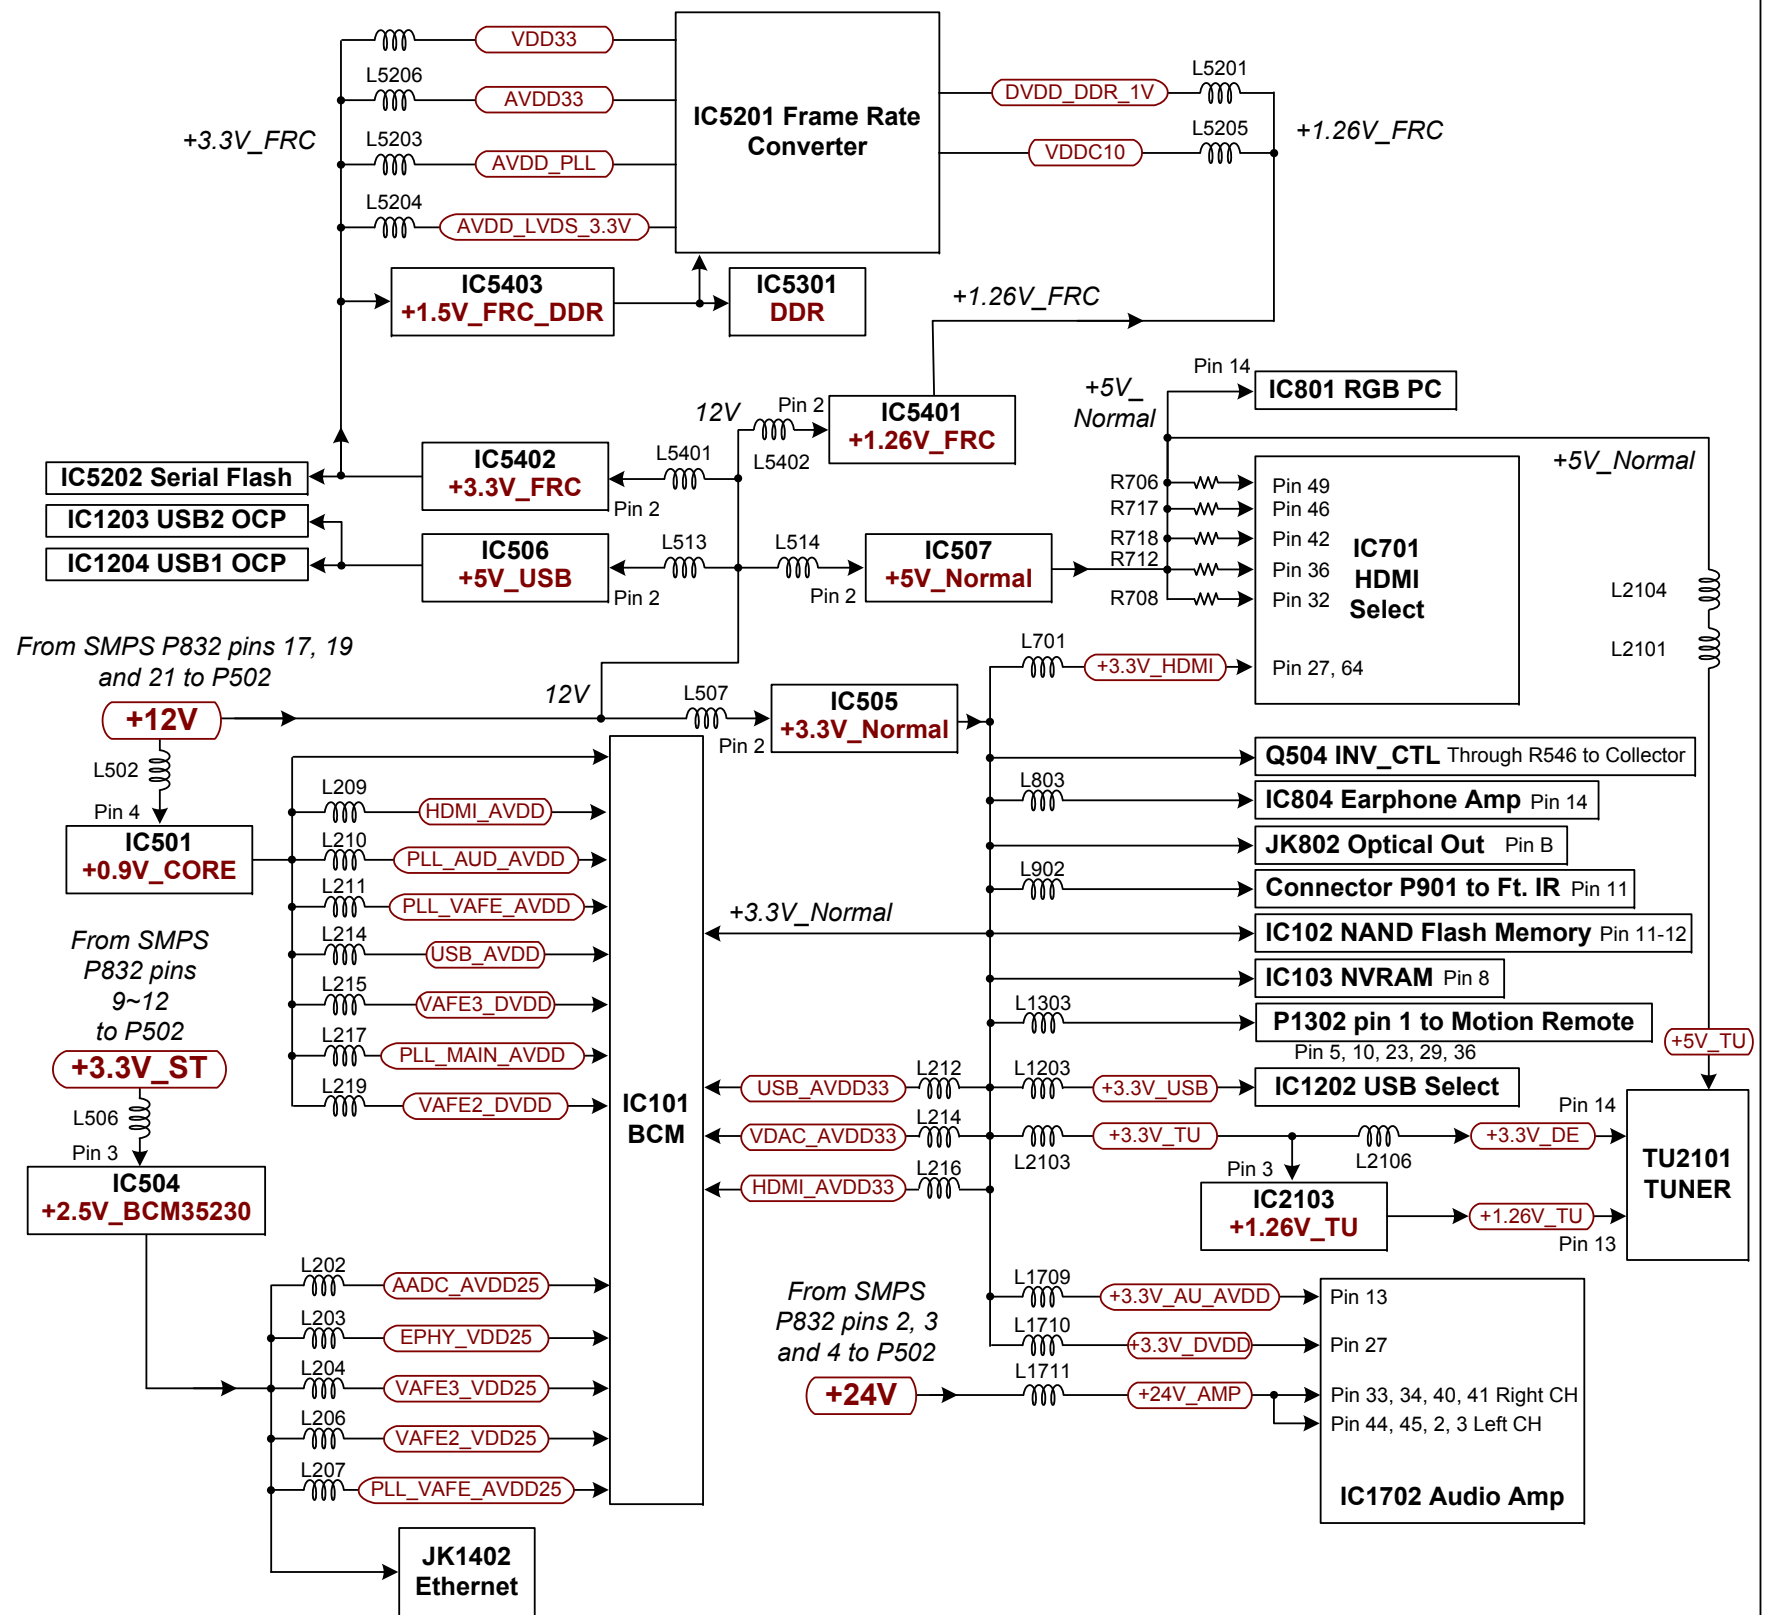 VDD33
L5206
AVDD33
L5203
AVDD_PLL
L5204
AVDD_LVDS_3.3V
+3.3V_FRC
IC5201 Frame Rate
Converter
DVDD_DDR_1V
L5201
VDDC10
L5205
+1.26V_FRC
IC5403
+1.5V_FRC_DDR
IC5301
DDR
+1.26V_FRC
12V
Pin 2
L5402
IC5401
+1.26V_FRC
+5V_
Normal
Pin 14
IC801 RGB PC
+5V_Normal
IC5202 Serial Flash
IC1203 USB2 OCP
IC1204 USB1 OCP
IC5402
+3.3V_FRC
L5401
Pin 2
IC506
+5V_USB
L513
Pin 2
L514
Pin 2
IC507
+5V_Normal
R706
R717
R718
R712
R708
Pin 49
Pin 46
Pin 42
Pin 36
Pin 32
IC701
HDMI
Select
L701
+3.3V_HDMI
Pin 27, 64
L2104
L2101
From SMPS P832 pins 17, 19
and 21 to P502
+12V
12V
L507
Pin 2
IC505
+3.3V_Normal
L502
Pin 4
IC501
+0.9V_CORE
L209
HDMI_AVDD
L210
PLL_AUD_AVDD
L211
PLL_VAFE_AVDD
L214
USB_AVDD
L215
VAFE3_DVDD
L217
PLL_MAIN_AVDD
L219
VAFE2_DVDD
IC101
BCM
+3.3V_Normal
Q504 INV_CTL Through R546 to Collector
L803
IC804 Earphone Amp Pin 14
JK802 Optical Out Pin B
L902
Connector P901 to Ft. IR Pin 11
IC102 NAND Flash Memory Pin 11-12
IC103 NVRAM Pin 8
L1303
P1302 pin 1 to Motion Remote
Pin 5, 10, 23, 29, 36
USB_AVDD33
L212
L1203
+3.3V_USB
IC1202 USB Select
+5V_TU
VDAC_AVDD33
L214
L2103
+3.3V_TU
L2106
+3.3V_DE
Pin 14
HDMI_AVDD33
L216
Pin 3
IC2103
+1.26V_TU
+1.26V_TU
Pin 13
TU2101
TUNER
From SMPS
P832 pins
9~12
to P502
+3.3V_ST
L506
Pin 3
IC504
+2.5V_BCM35230
L202
AADC_AVDD25
L203
EPHY_VDD25
L204
VAFE3_VDD25
L206
VAFE2_VDD25
L207
PLL_VAFE_AVDD25
JK1402
Ethernet
From SMPS
P832 pins 2, 3
and 4 to P502
+24V
L1709
+3.3V_AU_AVDD
Pin 13
L1710
+3.3V_DVDD
Pin 27
L1711
+24V_AMP
Pin 33, 34, 40, 41 Right CH
Pin 44, 45, 2, 3 Left CH
IC1702 Audio Amp